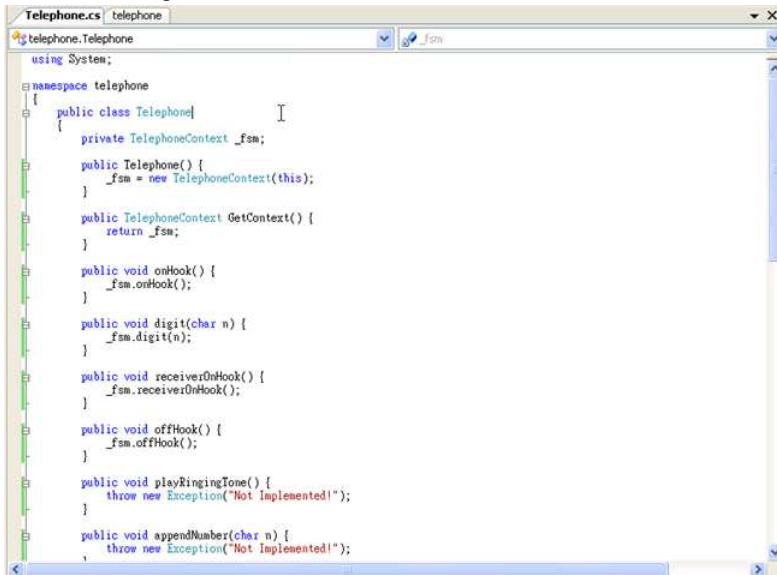 Telephone.cs telephone
telephone.Telephone _fsm
using System;
namespace telephone
{
public class Telephone
{
private TelephoneContext _fsm;
public Telephone() {
_fsm = new TelephoneContext(this);
}
public TelephoneContext GetContext() {
return _fsm;
}
public void onHook() {
_fsm.onHook();
}
public void digit(char n) {
_fsm.digit(n);
}
public void receiverOnHook() {
_fsm.receiverOnHook();
}
public void offHook() {
_fsm.offHook();
}
public void playRingingTone() {
throw new Exception("Not Implemented!");
}
public void appendNumber(char n) {
throw new Exception("Not Implemented!");
}